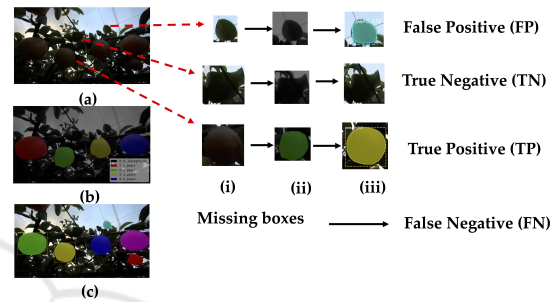 False Positive (FP)
True Negative (TN)
(a)
True Positive (TP)
(b)
(i)
(ii)
(iii)
Missing boxes
False Negative (FN)
(c)